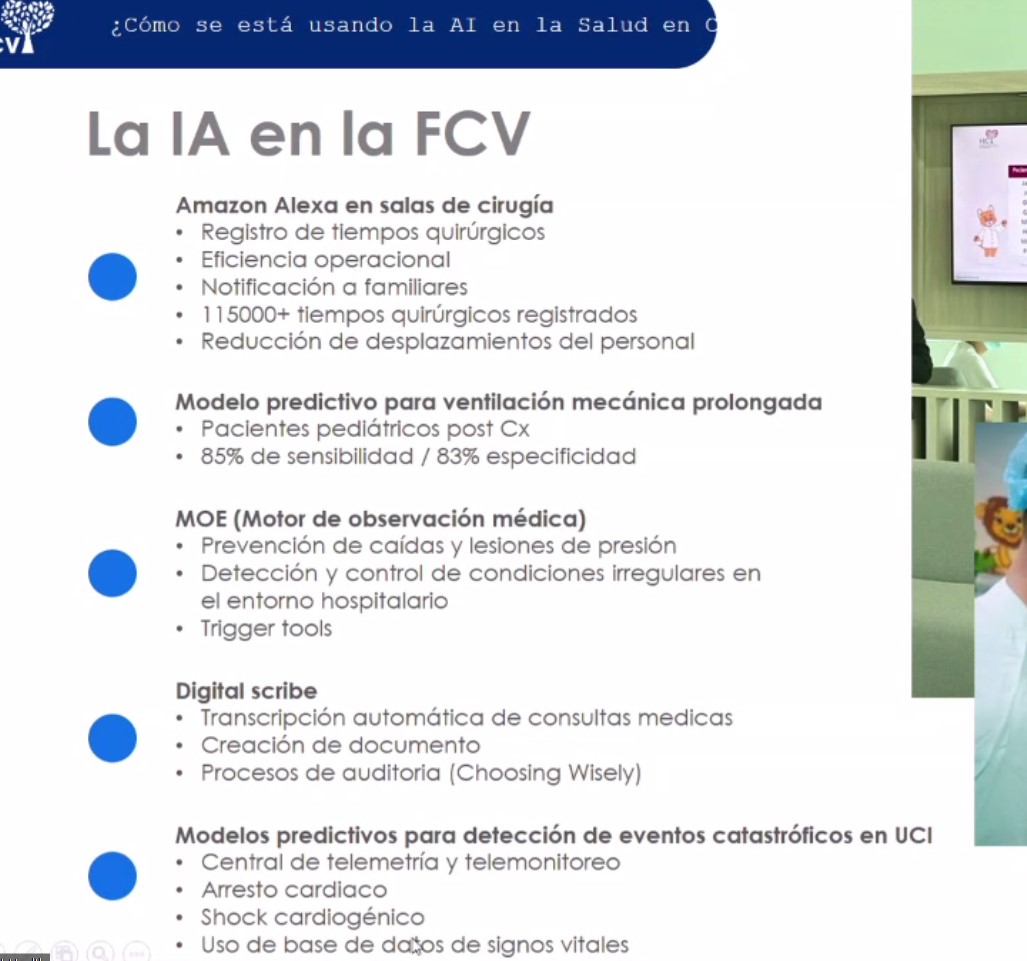 ¿Cómo se está usando la AI en la Salud en
CV
La IA en la FCV
Amazon Alexa en salas de cirugía
• Registro de tiempos quirúrgicos
• Eficiencia operacional
• Notificación a familiares
• 115000+ tiempos quirúrgicos registrados
• Reducción de desplazamientos del personal
Modelo predictivo para ventilación mecánica prolongada
• Pacientes pediátricos post Cx
• 85% de sensibilidad / 83% especificidad
MOE (Motor de observación médica)
• Prevención de caídas y lesiones de presión
• Detección y control de condiciones irregulares en
el entorno hospitalario
• Trigger tools
Digital scribe
• Transcripción automática de consultas medicas
• Creación de documento
• Procesos de auditoria (Choosing Wisely)
Modelos predictivos para detección de eventos catastróficos en UCI
• Central de telemetría y telemonitoreo
• Arresto cardiaco
• Shock cardiogénico
• Uso de base de datos de signos vitales